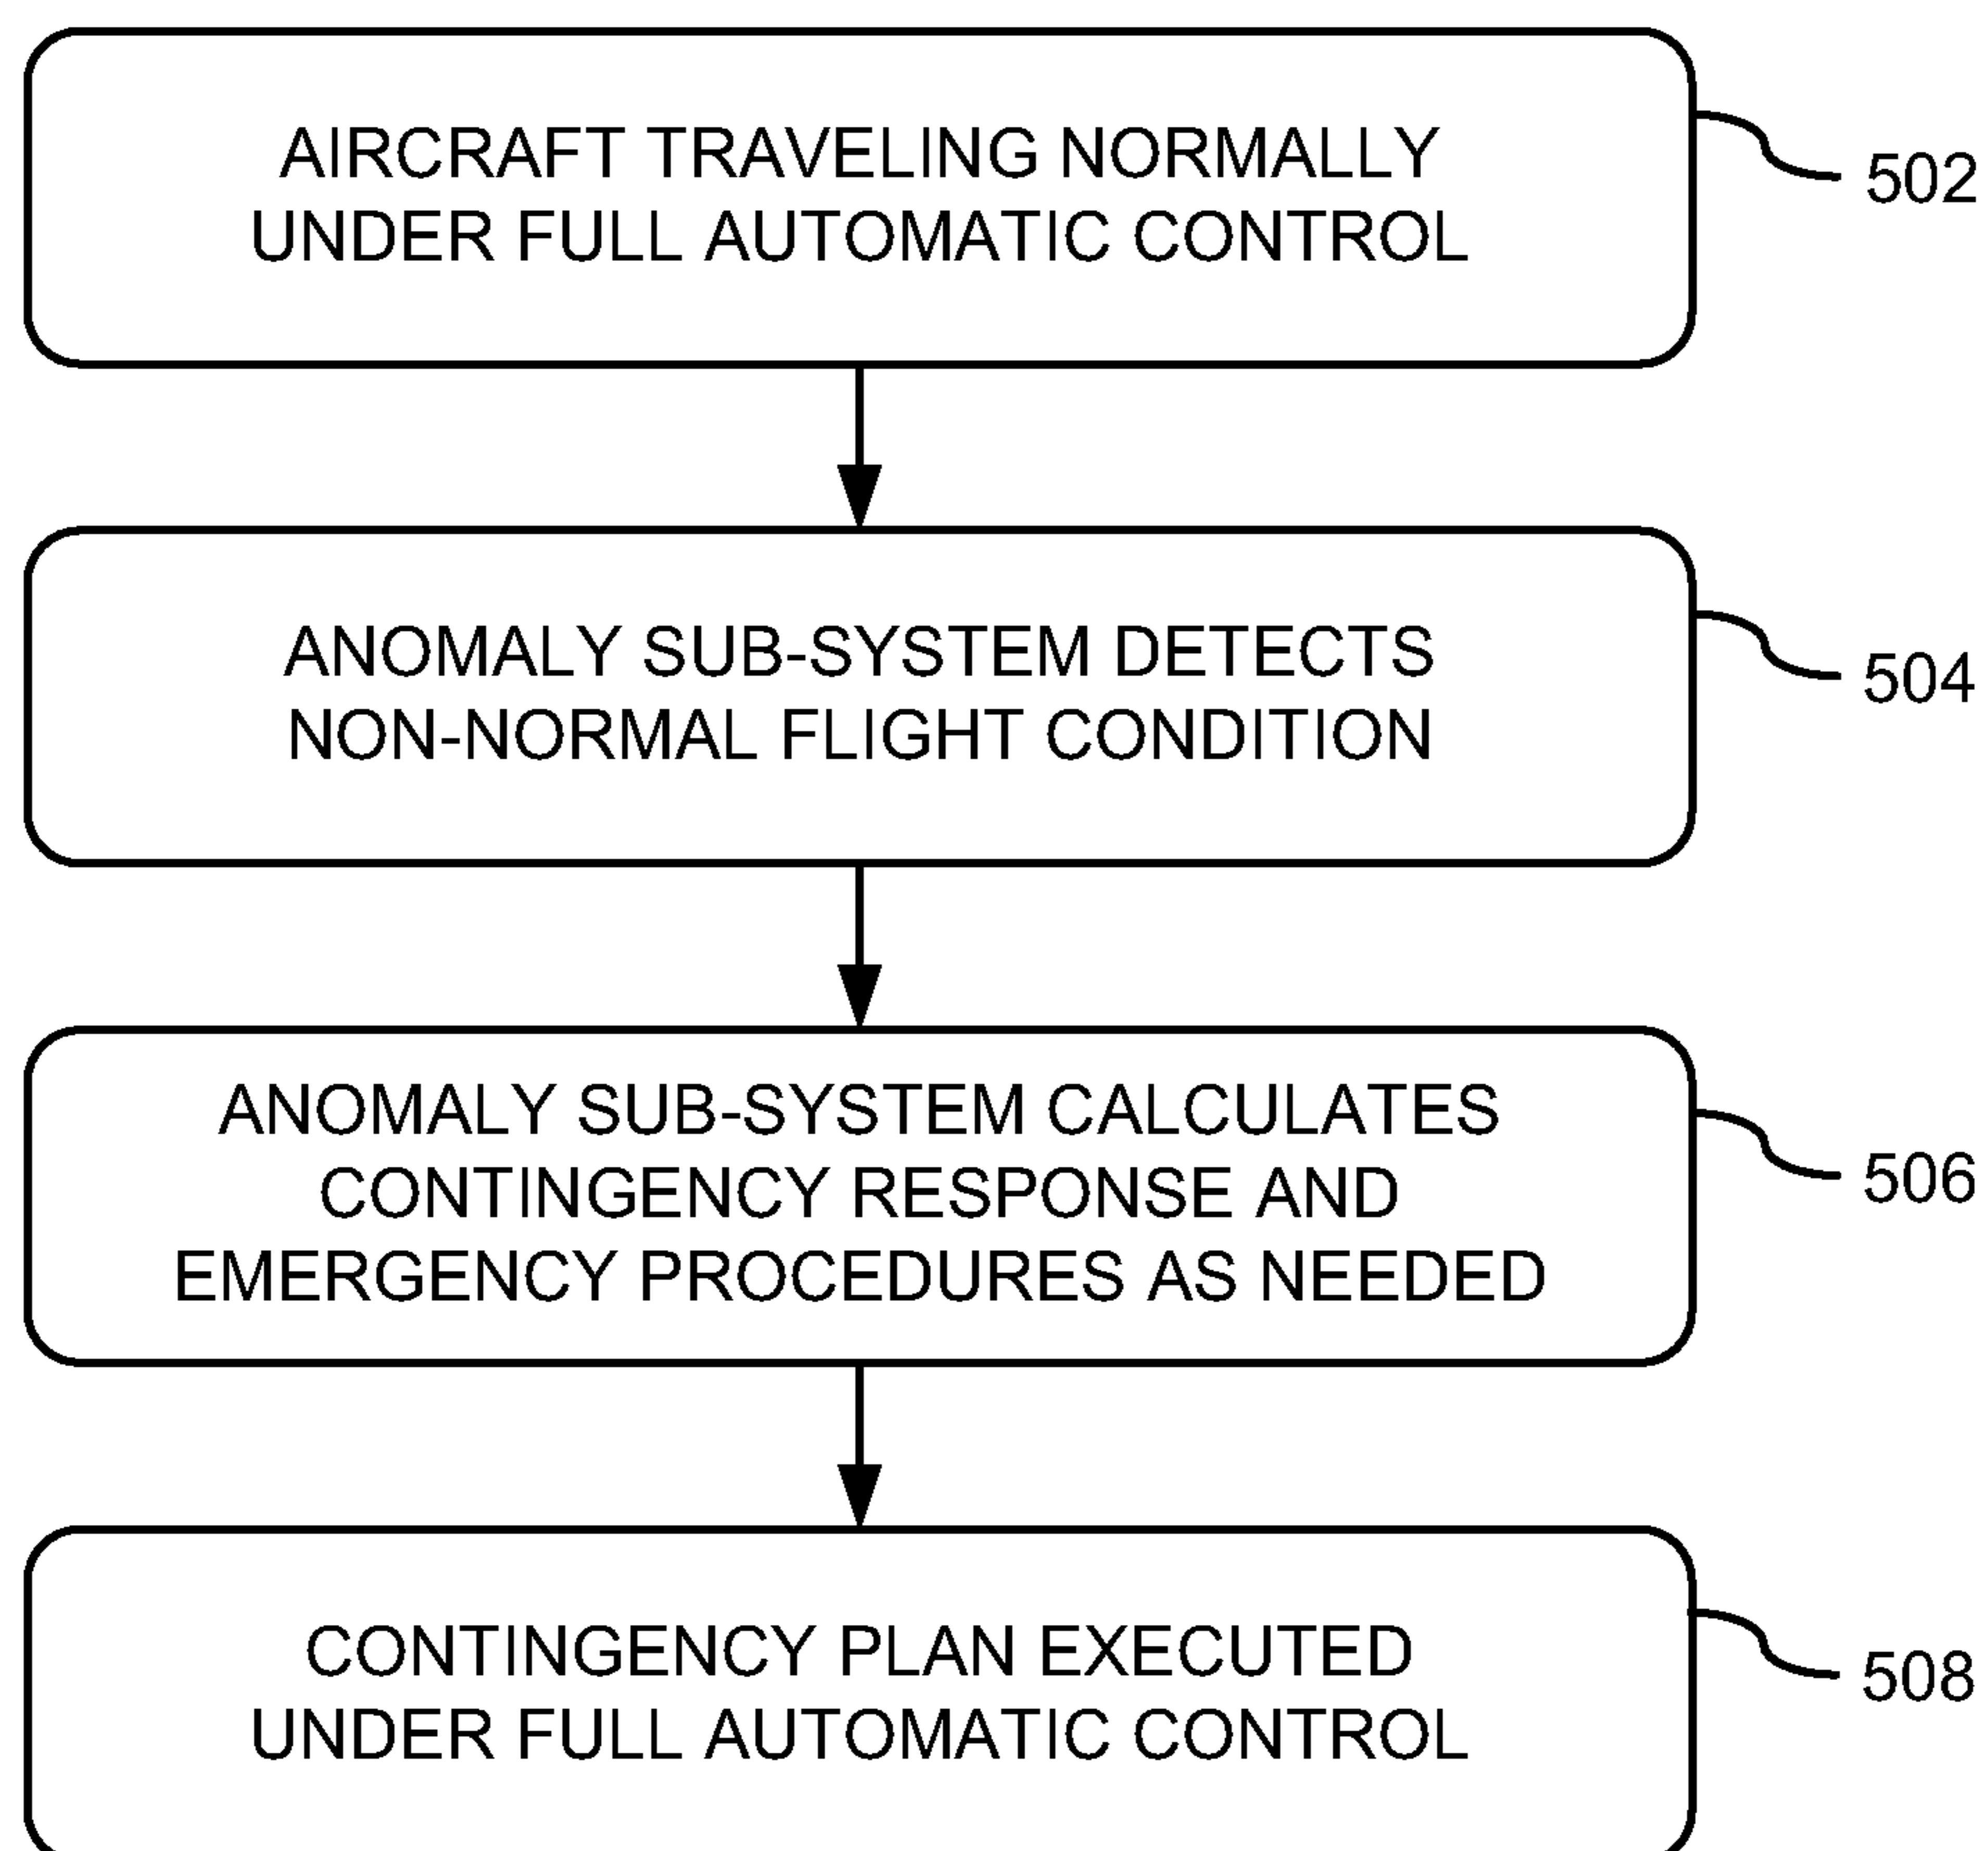 AIRCRAFT TRAVELING NORMALLY
UNDER FULL AUTOMATIC CONTROL
502
ANOMALY SUB-SYSTEM DETECTS
NON-NORMAL FLIGHT CONDITION
504
ANOMALY SUB-SYSTEM CALCULATES
CONTINGENCY RESPONSE AND
EMERGENCY PROCEDURES AS NEEDED
506
CONTINGENCY PLAN EXECUTED
UNDER FULL AUTOMATIC CONTROL
508